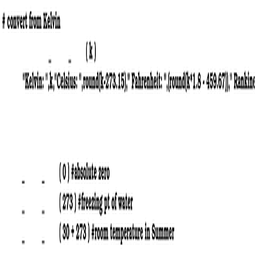 # convert from Kelvin
_ _ ( k )
"Kelvin: ",k,"Celsius: ",round(k-273.15)," Fahrenheit: ",(round(k*1.8 - 459.67))," Rankine
_ _ ( 0 ) #absolute zero
_ _ ( 273 ) #freezing pt of water
_ _ ( 30 + 273 ) #room temperature in Summer